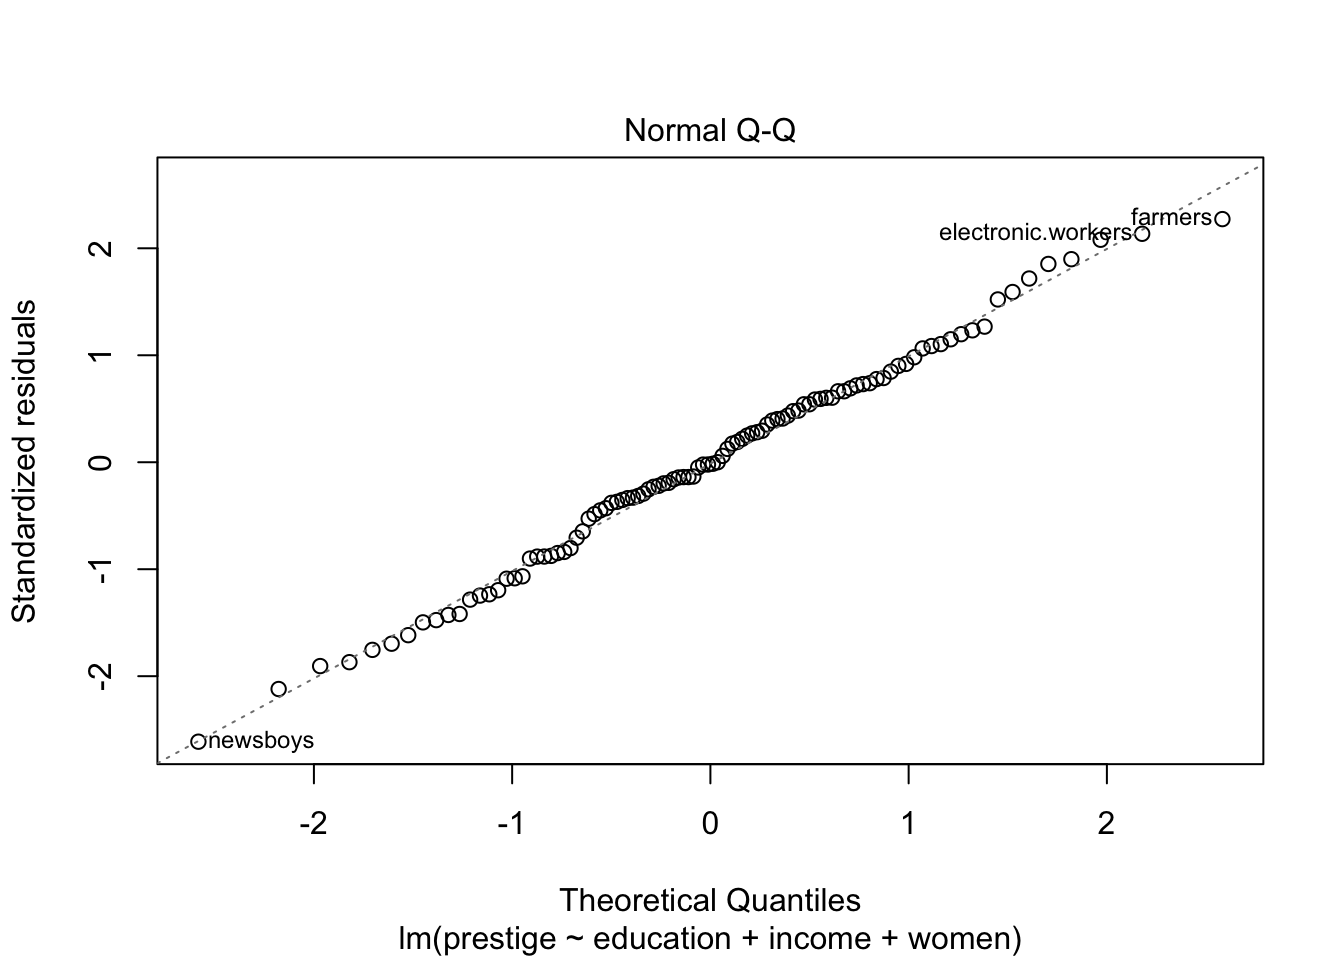 Normal Q-Q
Standardized residuals
2
1
0
-1
-2
farmers
electronic.workers
newsboys
-2
-1
0
1
2
Theoretical Quantiles
lm(prestige ~ education + income + women)